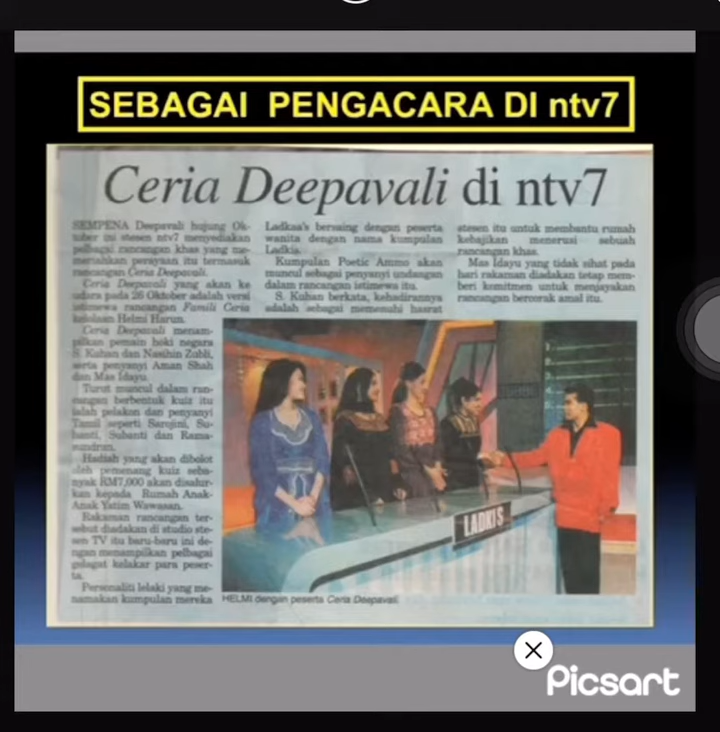 SEBAGAI PENGACARA DI ntv7
Ceria Deepavali di ntv7
SEMPENA Deepavali hujung Ok-
tober ini stesen ntv7 menyediakan
pelbagai rancangan khas yang me-
meriahkan perayaan itu termasuk
rancangan Ceria Deepavali.
Ceria Deepavali yang akan ke
udara pada 26 Oktober adalah versi
istimewa rancangan Famili Ceria
kelolaan Helmi Harun.
Ceria Deepavali menam-
pilkan pemain hoki negara
S. Kuhan dan Nasihin Zubli,
serta penyanyi Aman Shah
dan Mas Idayu.
Turut muncul dalam ran-
cangan berbentuk kuiz itu
ialah pelakon dan penyanyi
Tamil seperti Sarojini, Su-
hanti, Subanti dan Rama-
sundram.
Hadiah yang akan dibolot
oleh pemenang kuiz seba-
nyak RM7,000 akan disalur-
kan kepada Rumah Anak-
Anak Yatim Wawasan.
Rakaman rancangan ter-
sebut diadakan di studio ste-
sen TV itu baru-baru ini de-
ngan menampilkan pelbagai
gelagat kelakar para peser-
ta.
Personaliti lelaki yang me-
namakan kumpulan mereka
Ladkaa's bersaing dengan peserta
wanita dengan nama kumpulan
Ladkis.
Kumpulan Poetic Ammo akan
muncul sebagai penyanyi undangan
dalam rancangan istimewa itu.
S. Kuhan berkata, kehadirannya
adalah sebagai memenuhi hasrat
stesen itu untuk membantu rumah
kebajikan menerusi sebuah
rancangan khas.
Mas Idayu yang tidak sihat pada
hari rakaman diadakan tetap mem-
beri komitmen untuk menjayakan
rancangan bercorak amal itu.
LADKIS
HELMI dengan peserta Ceria Deepavali.
Picsart